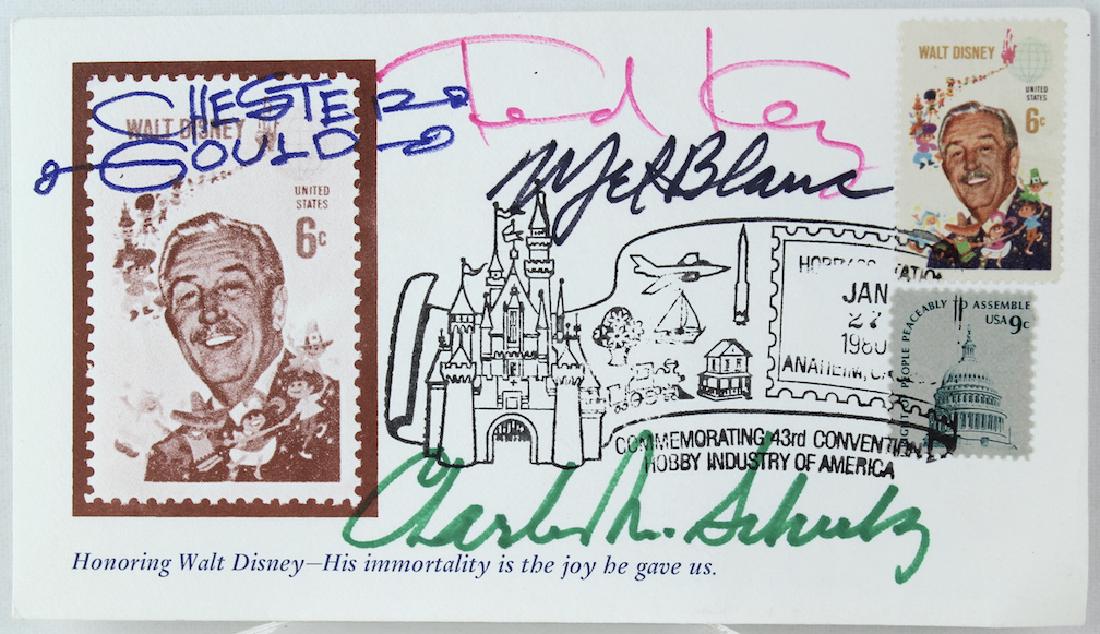 CHESTER
GOULD
WALT DISNEY
UNITED
STATES
6c
Ted Key
Mel Blanc
WALT DISNEY
UNITED
STATES
6c
JAN
27
1980
ANAHEIM, CA
PEOPLE PEACEABLY TO ASSEMBLE
USA 9c
COMMEMORATING 43rd CONVENTION
HOBBY INDUSTRY OF AMERICA
Charles M. Schulz
Honoring Walt Disney—His immortality is the joy he gave us.